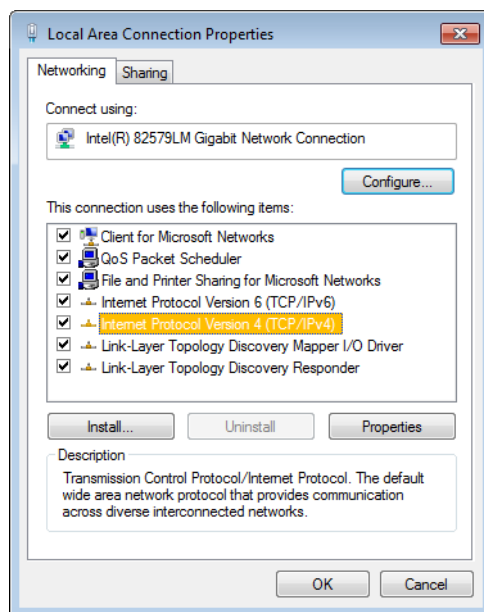 Local Area Connection Properties
Networking
Sharing
Connect using:
Intel(R) 82579LM Gigabit Network Connection
Configure...
This connection uses the following items:
Client for Microsoft Networks
QoS Packet Scheduler
File and Printer Sharing for Microsoft Networks
Internet Protocol Version 6 (TCP/IPv6)
Internet Protocol Version 4 (TCP/IPv4)
Link-Layer Topology Discovery Mapper I/O Driver
Link-Layer Topology Discovery Responder
Install...
Uninstall
Properties
Description
Transmission Control Protocol/Internet Protocol. The default
wide area network protocol that provides communication
across diverse interconnected networks.
OK
Cancel